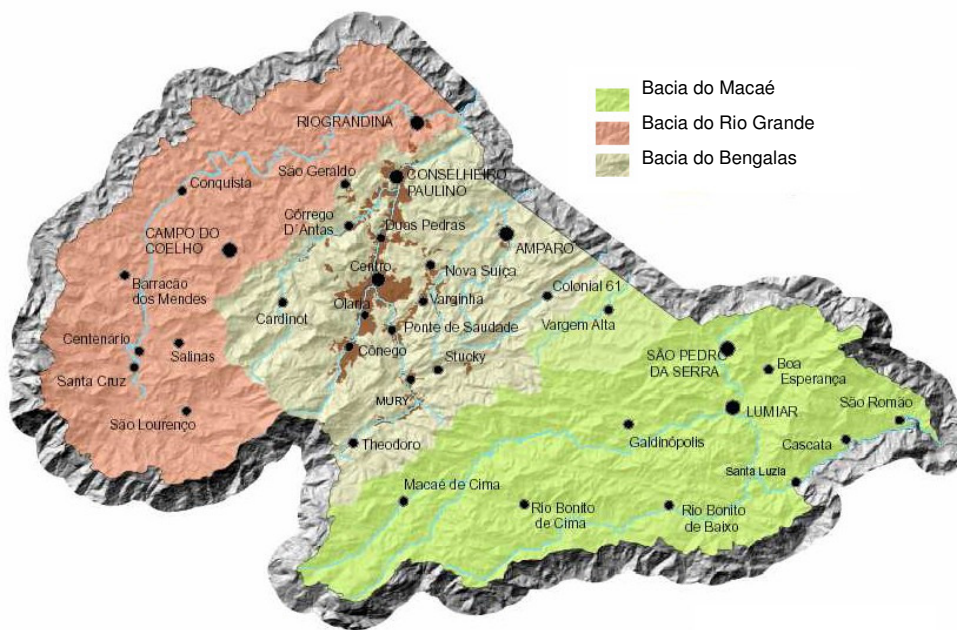 Bacia do Macaé
Bacia do Rio Grande
Bacia do Bengalas
RIOGRANDINA
São Geraldo
CONSELHEIRO
PAULINO
Conquista
Córrego
D´Antas
Duas Pedras
CAMPO DO
COELHO
AMPARO
Centro
Nova Suíça
Barracão
dos Mendes
Colonial 61
Cardinot
Olaria
Varginha
Vargem Alta
Ponte de Saudade
Centenário
Salinas
Cônego
Stucky
SÃO PEDRO
DA SERRA
Boa
Esperança
Santa Cruz
MURY
LUMIAR
São Romão
São Lourenço
Theodoro
Galdinópolis
Cascata
Santa Luzia
Macaé de Cima
Rio Bonito
de Cima
Rio Bonito
de Baixo